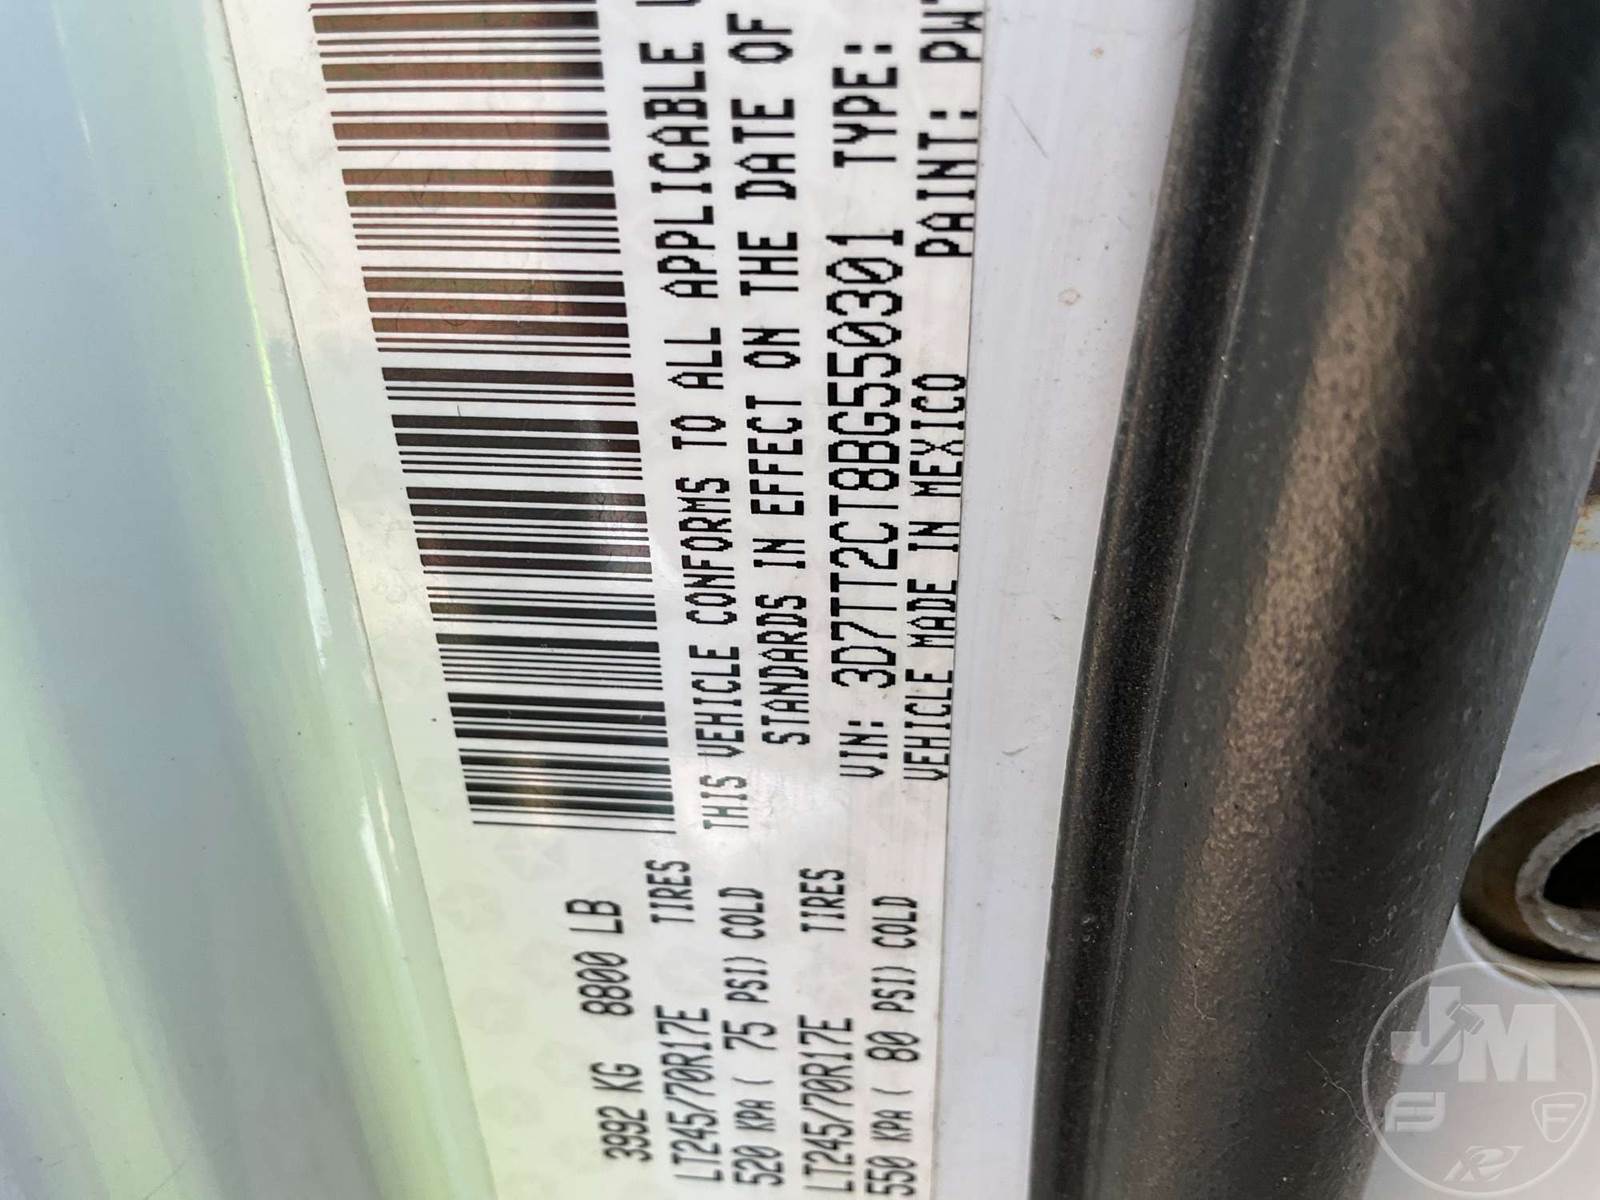 3992 KG 8800 LB
LT245/70R17E TIRES
520 KPA ( 75 PSI) COLD
LT245/70R17E TIRES
550 KPA ( 80 PSI) COLD
THIS VEHICLE CONFORMS TO ALL APPLICABLE
STANDARDS IN EFFECT ON THE DATE OF
VIN: 3D7TT2CT8BG550301 TYPE:
VEHICLE MADE IN MEXICO PAINT: PW7
JM